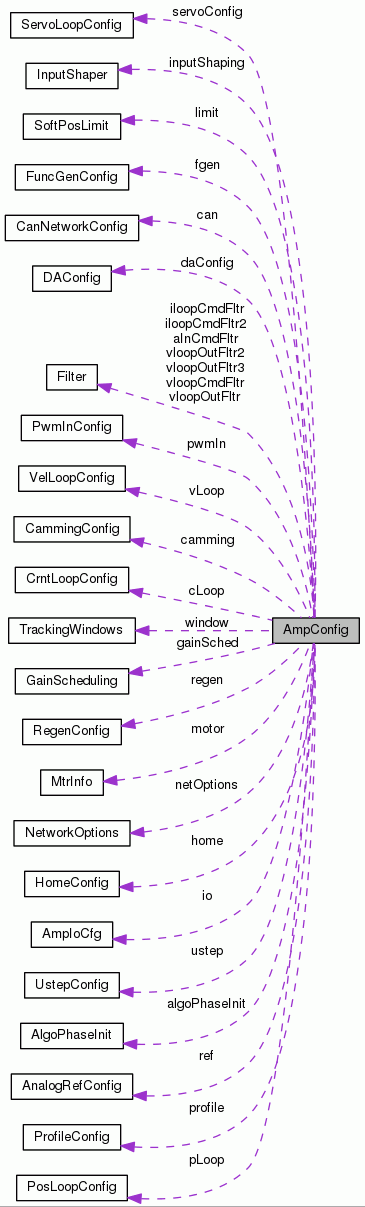 servoConfig
ServoLoopConfig
inputShaping
InputShaper
limit
SoftPosLimit
fgen
FuncGenConfig
can
CanNetworkConfig
daConfig
DAConfig
iloopCmdFltr
iloopCmdFltr2
aInCmdFltr
vloopOutFltr2
vloopOutFltr3
vloopCmdFltr
vloopOutFltr
Filter
PwmInConfig
pwmIn
VelLoopConfig
vLoop
CammingConfig
camming
CrntLoopConfig
cLoop
TrackingWindows
window
AmpConfig
gainSched
GainScheduling
regen
RegenConfig
motor
MtrInfo
netOptions
NetworkOptions
home
HomeConfig
io
AmpIoCfg
ustep
UstepConfig
algoPhaseInit
AlgoPhaseInit
ref
AnalogRefConfig
profile
ProfileConfig
pLoop
PosLoopConfig